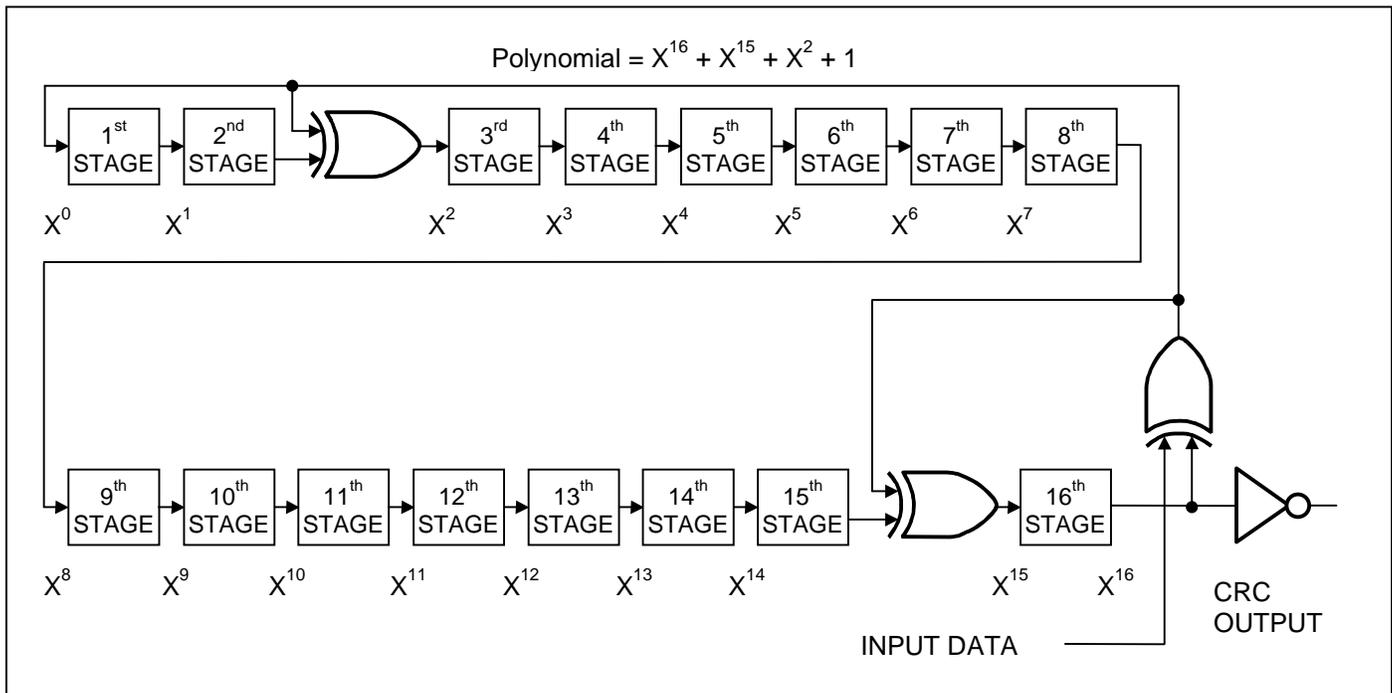 Polynomial = X¹⁶ + X¹⁵ + X² + 1
1ˢᵗ STAGE
2ⁿᵈ STAGE
3ʳᵈ STAGE
4ᵗʰ STAGE
5ᵗʰ STAGE
6ᵗʰ STAGE
7ᵗʰ STAGE
8ᵗʰ STAGE
X⁰ X¹ X² X³ X⁴ X⁵ X⁶ X⁷
9ᵗʰ STAGE
10ᵗʰ STAGE
11ᵗʰ STAGE
12ᵗʰ STAGE
13ᵗʰ STAGE
14ᵗʰ STAGE
15ᵗʰ STAGE
16ᵗʰ STAGE
X⁸ X⁹ X¹⁰ X¹¹ X¹² X¹³ X¹⁴ X¹⁵ X¹⁶
CRC
OUTPUT
INPUT DATA